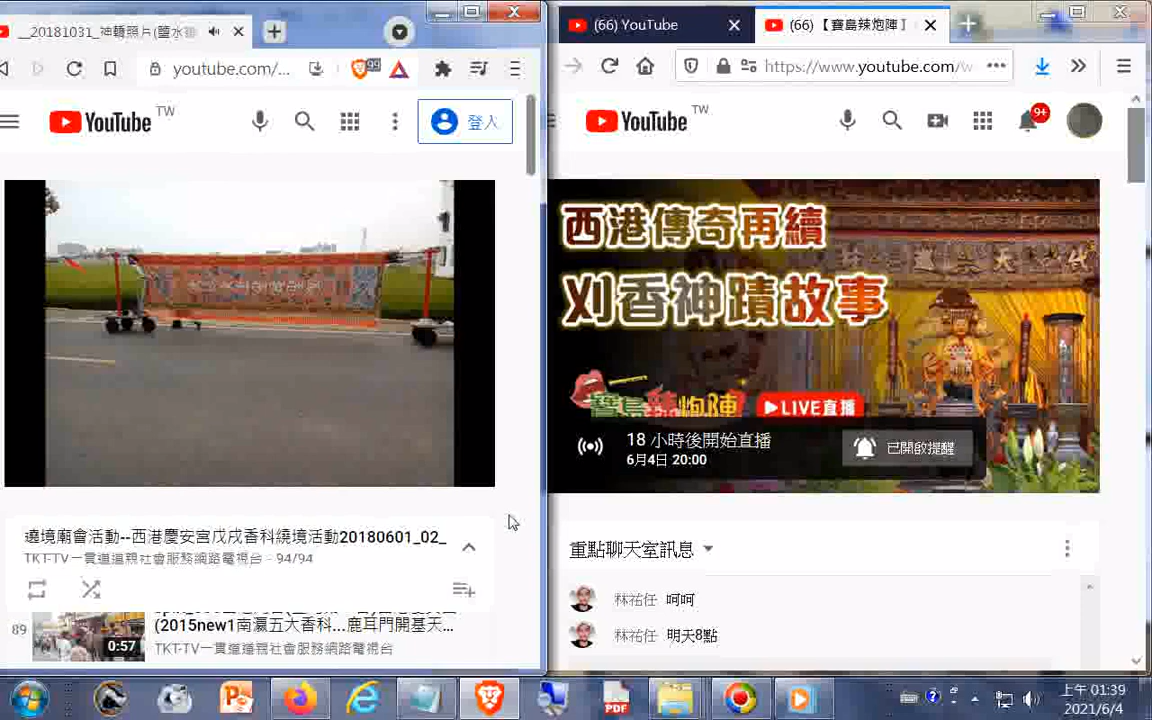 __20181031_神轎照片(鹽水
youtube.com/...
99
YouTube TW
登入
遶境廟會活動--西港慶安宮戊戌香科繞境活動20180601_02_
TKT-TV一貫道道親社會服務網路電視台 - 94/94
89
0:57
(2015new1南瀛五大香科...鹿耳門開基天...
TKT-TV一貫道道親社會服務網路電視台
(66) YouTube
(66) 【寶島辣炮陣】
https://www.youtube.com/w
YouTube TW
9+
西港傳奇再續
刈香神蹟故事
寶島辣炮陣
LIVE直播
18 小時後開始直播
6月4日 20:00
已開啟提醒
重點聊天室訊息
林祐任 呵呵
林祐任 明天8點
PDF
上午 01:39
2021/6/4